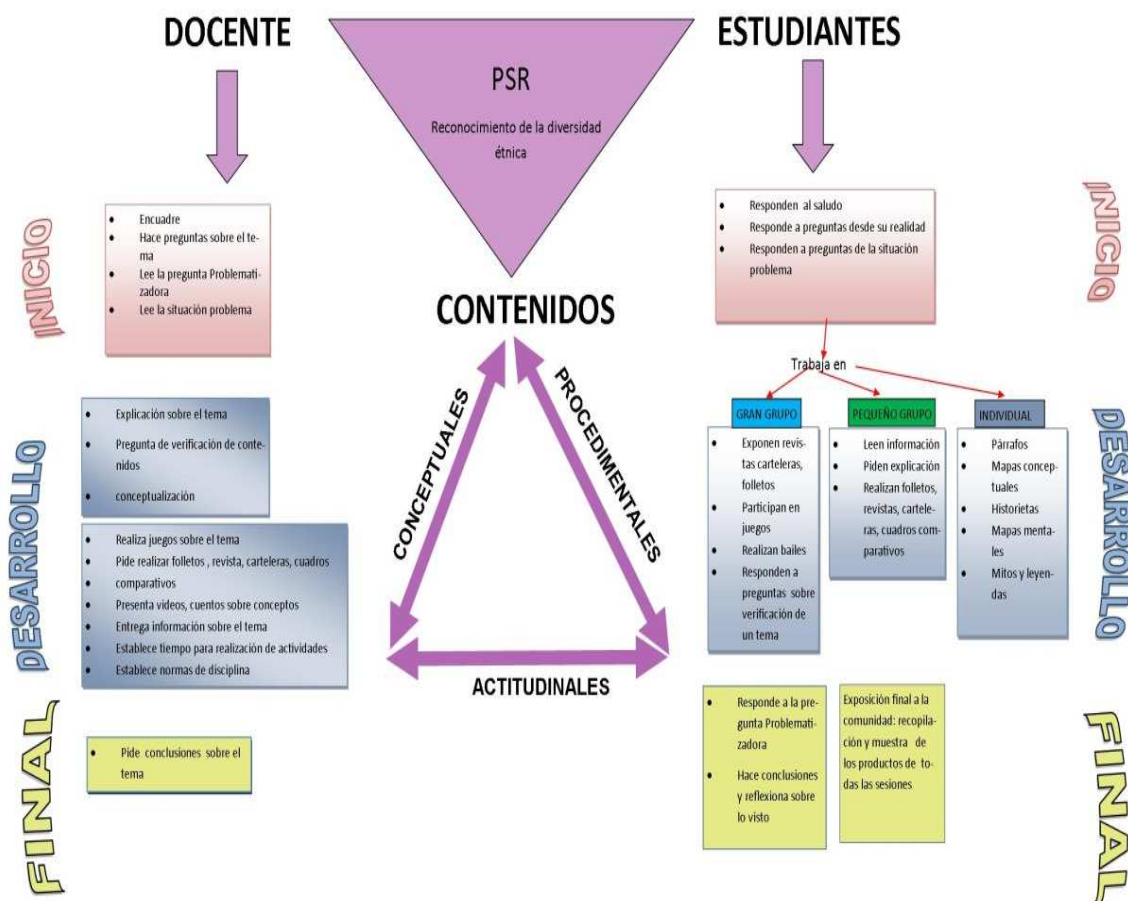 DOCENTE
PSR
Reconocimiento de la diversidad
étnica
ESTUDIANTES
INICIO
• Encuadre
• Hace preguntas sobre el te-
ma
• Lee la pregunta Problemati-
zadora
• Lee la situación problema
• Responden al saludo
• Responde a preguntas desde su realidad
• Responden a preguntas de la situación
problema
INICIO
CONTENIDOS
CONCEPTUALES
PROCEDIMENTALES
ACTITUDINALES
DESARROLLO
• Explicación sobre el tema
• Pregunta de verificación de conte-
nidos
• conceptualización
• Realiza juegos sobre el tema
• Pide realizar folletos , revista, carteleras, cuadros
• comparativos
• Presenta videos, cuentos sobre conceptos
• Entrega información sobre el tema
• Establece tiempo para realización de actividades
• Establece normas de disciplina
Trabaja en
GRAN GRUPO
• Exponen revis-
tas carteleras,
folletos
• Participan en
juegos
• Realizan bailes
• Responden a
preguntas sobre
verificación de
un tema
PEQUEÑO GRUPO
• Leen información
• Piden explicación
• Realizan folletos,
revistas, cartele-
ras, cuadros com-
parativos
INDIVIDUAL
• Párrafos
• Mapas concep-
tuales
• Historietas
• Mapas menta-
les
• Mitos y leyen-
das
DESARROLLO
FINAL
• Pide conclusiones sobre el
tema
• Responde a la pre-
gunta Problemati-
zadora
• Hace conclusiones
y reflexiona sobre
lo visto
Exposición final a la
comunidad: recopila-
ción y muestra de
los productos de to-
das las sesiones
FINAL